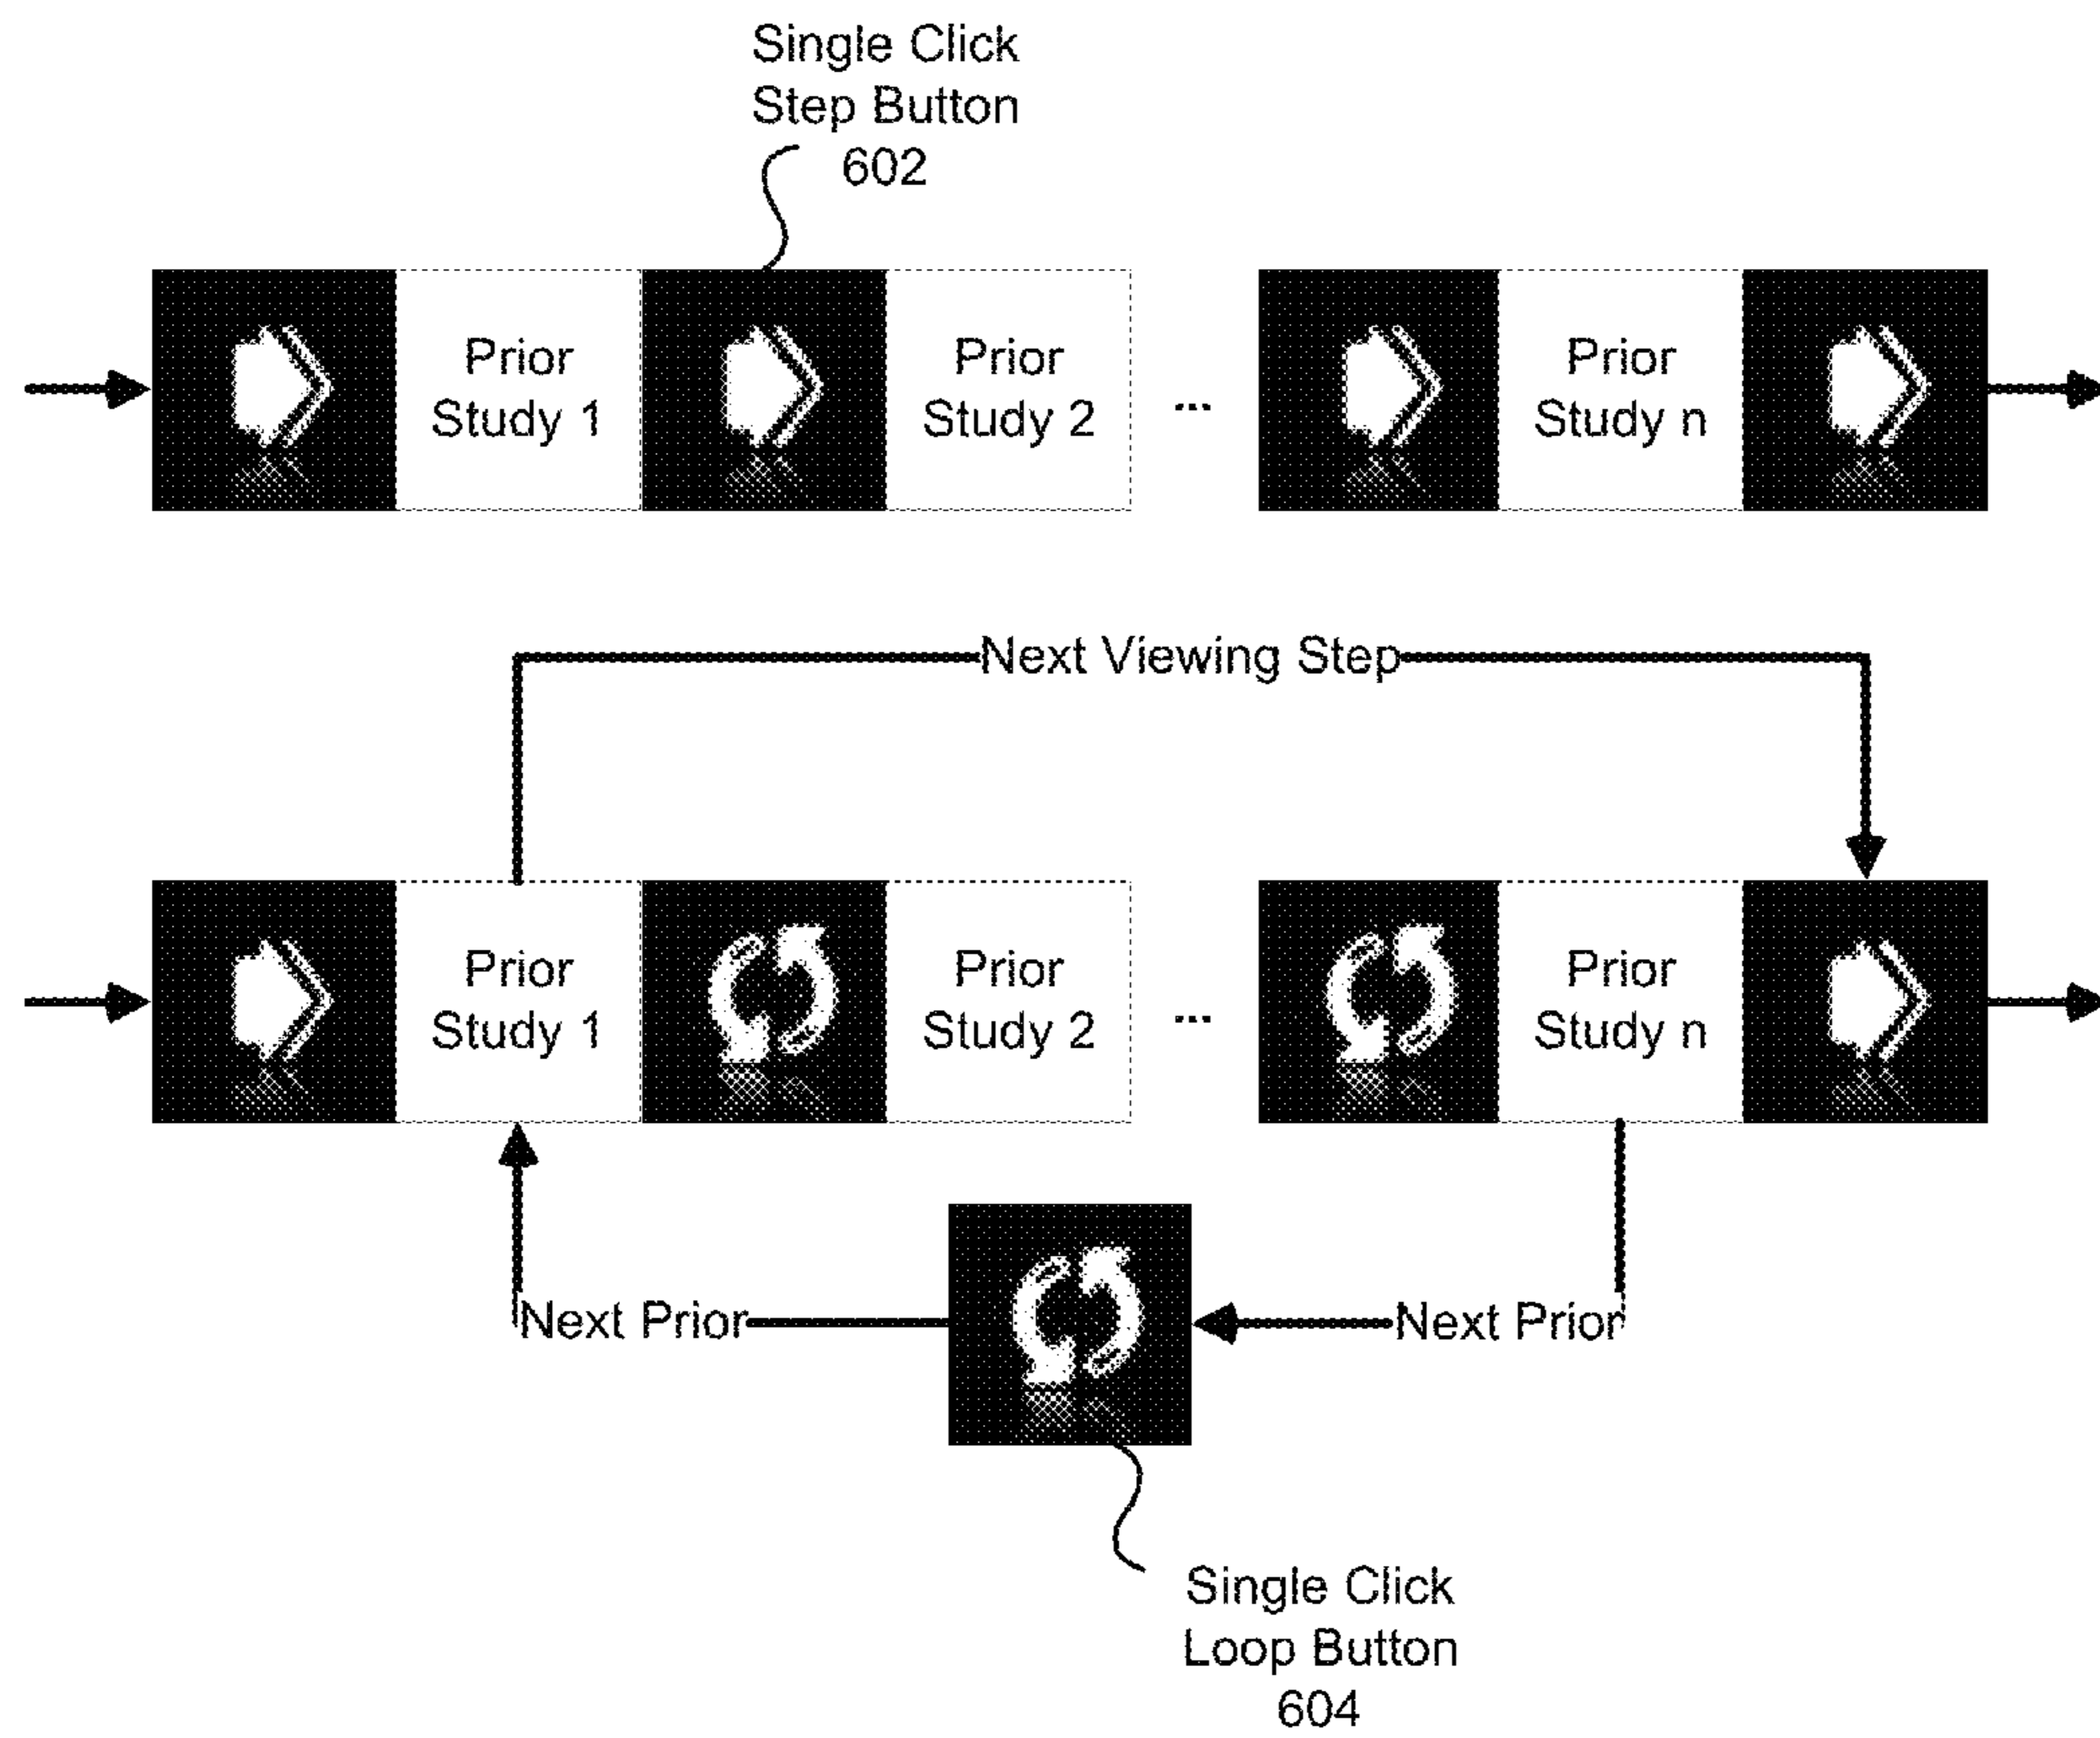 Single Click
Step Button
602
Prior
Study 1
Prior
Study 2
...
Prior
Study n
Next Viewing Step
Prior
Study 1
Prior
Study 2
...
Prior
Study n
Next Prior
Next Prior
Single Click
Loop Button
604